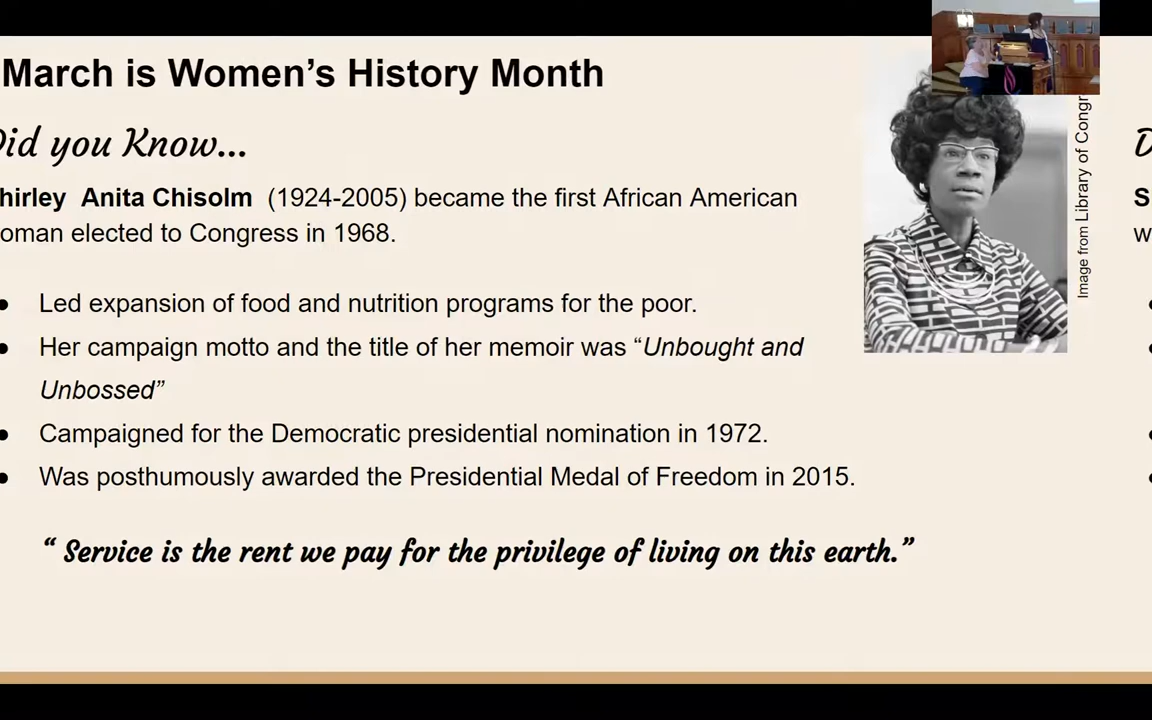 March is Women's History Month
Did you Know...
hirley Anita Chisolm (1924-2005) became the first African American
oman elected to Congress in 1968.
● Led expansion of food and nutrition programs for the poor.
● Her campaign motto and the title of her memoir was “Unbought and
Unbossed”
● Campaigned for the Democratic presidential nomination in 1972.
● Was posthumously awarded the Presidential Medal of Freedom in 2015.
“ Service is the rent we pay for the privilege of living on this earth.”
Image from Library of Congr
D
S
w